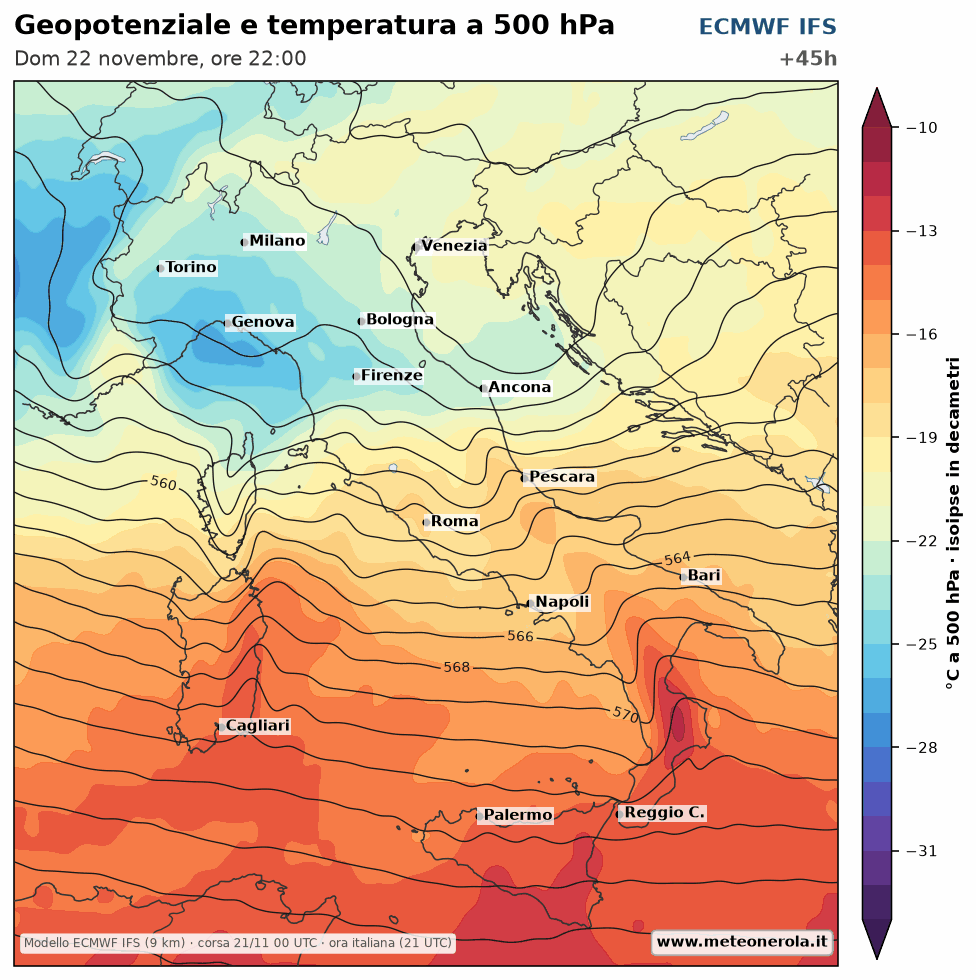 Geopotenziale e temperatura a 500 hPa
ECMWF IFS
Dom 22 novembre, ore 22:00
+45h
Milano
Venezia
Torino
Genova
Bologna
Firenze
Ancona
560
Pescara
Roma
564
Bari
Napoli
566
568
570
Cagliari
Palermo
Reggio C.
Modello ECMWF IFS (9 km) · corsa 21/11 00 UTC · ora italiana (21 UTC)
www.meteonerola.it
−10
−13
−16
−19
−22
−25
−28
−31
°C a 500 hPa · isoipse in decametri